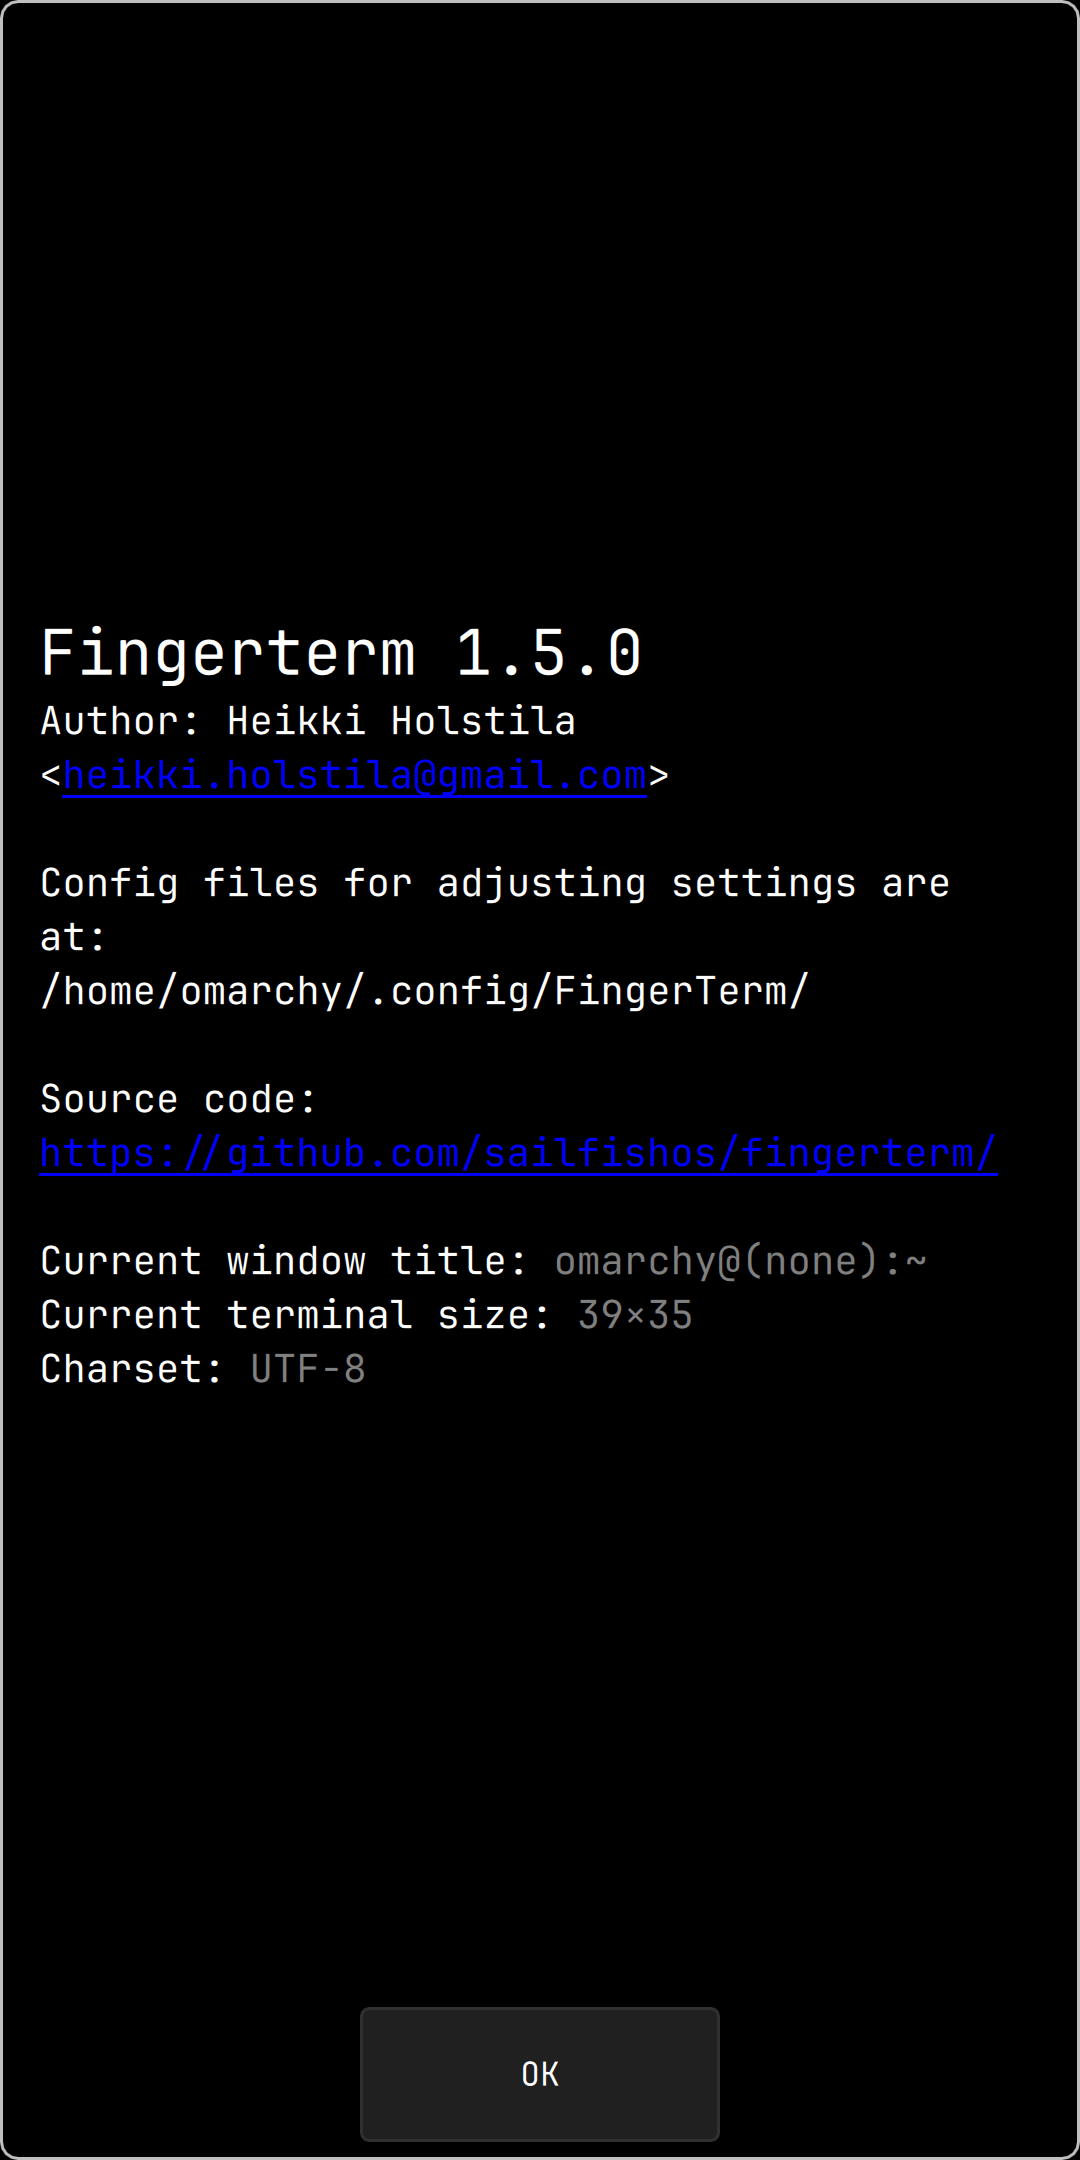 Fingerterm 1.5.0
Author: Heikki Holstila
<heikki.holstila@gmail.com>
Config files for adjusting settings are
at:
/home/omarchy/.config/FingerTerm/
Source code:
https://github.com/sailfishos/fingerterm/
Current window title: omarchy@(none):~
Current terminal size: 39×35
Charset: UTF-8
OK